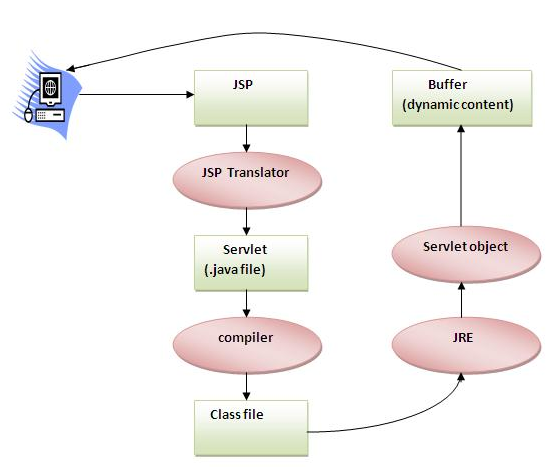 JSP
JSP Translator
Servlet
(.java file)
compiler
Class file
JRE
Servlet object
Buffer
(dynamic content)